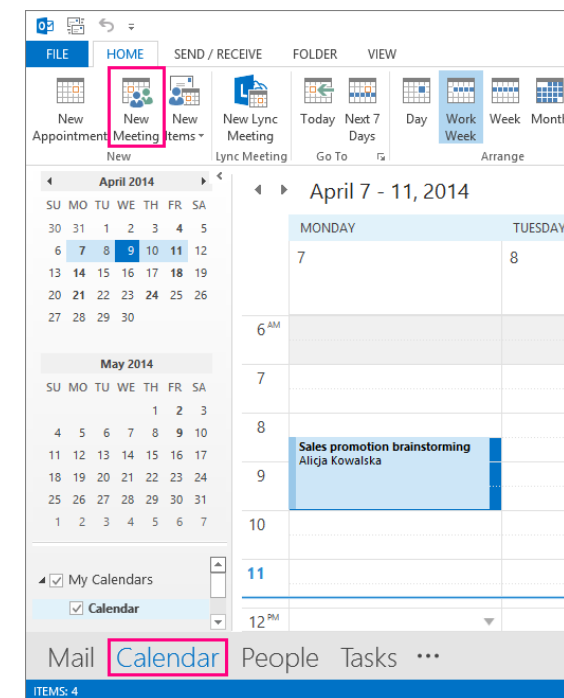 FILE HOME SEND / RECEIVE FOLDER VIEW
New Appointment
New Meeting
New Items
New Lync Meeting
Today
Next 7 Days
Day
Work Week
Week
Month
New Lync Meeting Go To Arrange
April 2014
SU MO TU WE TH FR SA
30 31 1 2 3 4 5
6 7 8 9 10 11 12
13 14 15 16 17 18 19
20 21 22 23 24 25 26
27 28 29 30
May 2014
SU MO TU WE TH FR SA
1 2 3
4 5 6 7 8 9 10
11 12 13 14 15 16 17
18 19 20 21 22 23 24
25 26 27 28 29 30 31
1 2 3 4 5 6 7
My Calendars
Calendar
April 7 - 11, 2014
MONDAY TUESDAY
7 8
6 AM
7
8
Sales promotion brainstorming
Alicja Kowalska
9
10
11
12 PM
Mail Calendar People Tasks •••
ITEMS: 4